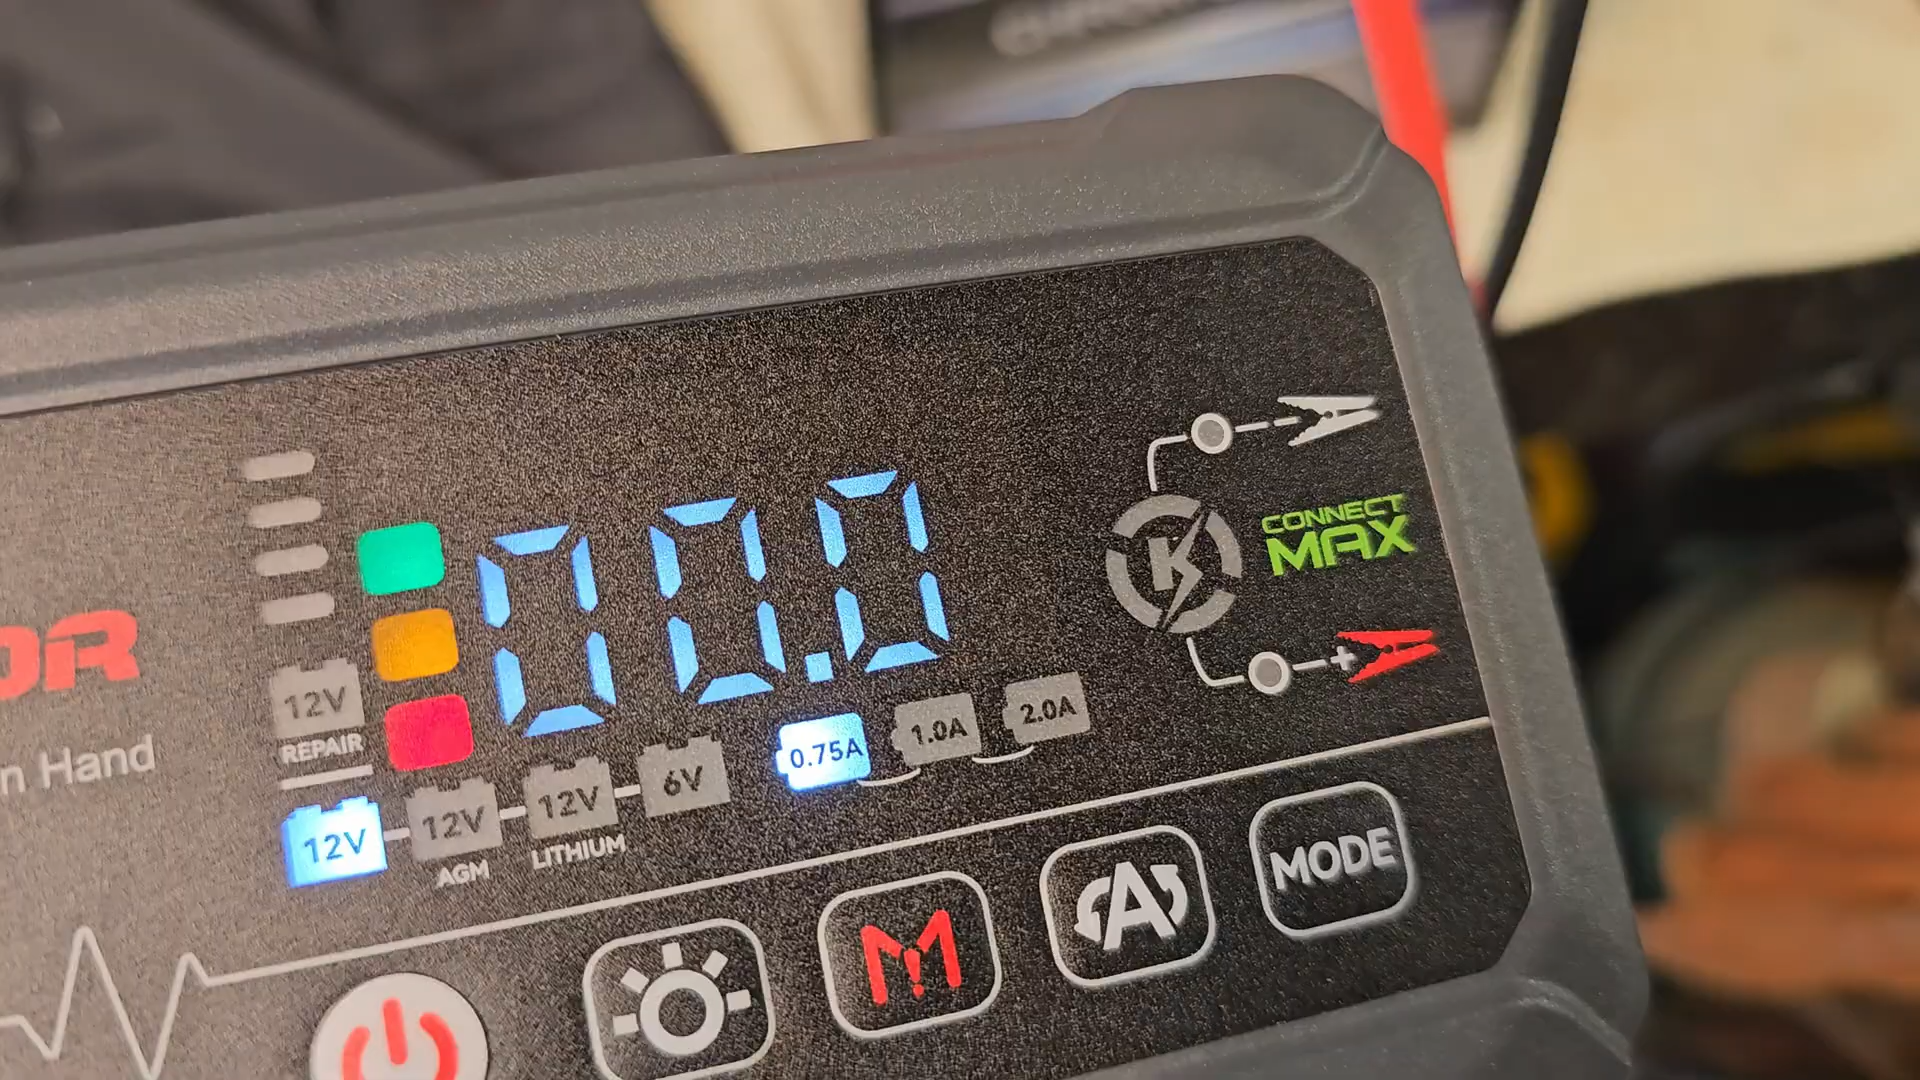 OR
n Hand
00.0
12V
REPAIR
12V
12V
AGM
12V
LITHIUM
6V
0.75A
1.0A
2.0A
K
CONNECT
MAX
+
M
A
MODE